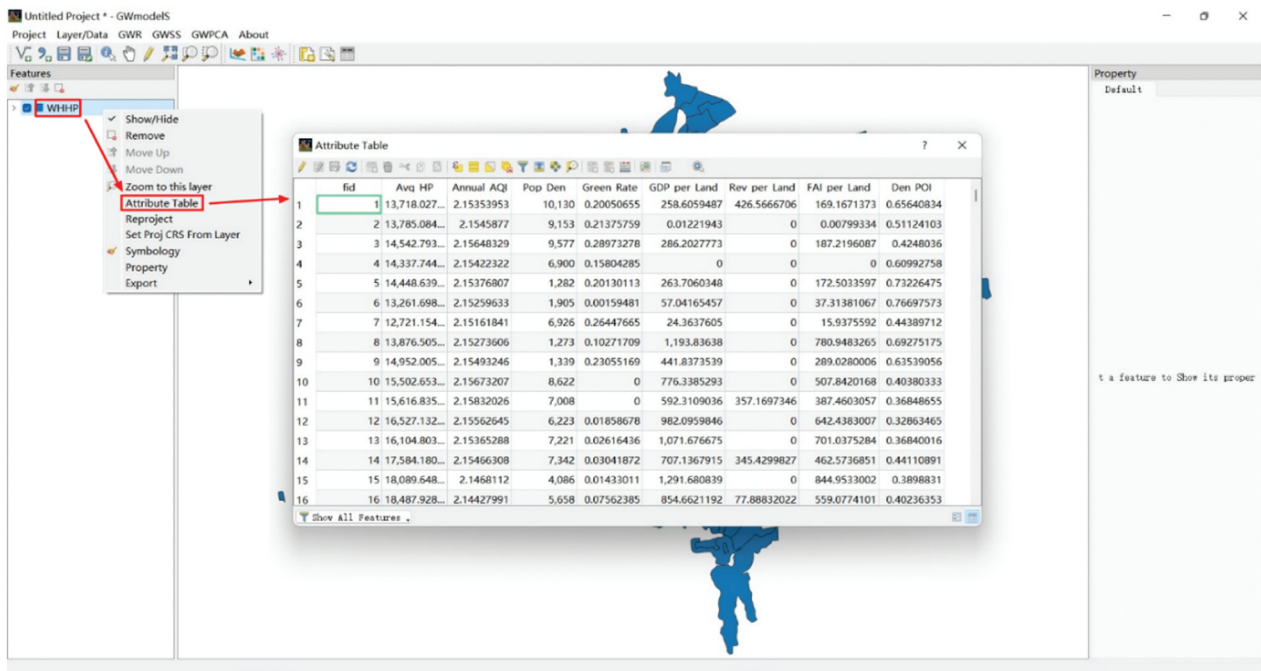 Untitled Project * - GWmodelS
Project Layer/Data GWR GWSS GWPCA About
Features
WHHP
Show/Hide
Remove
Move Up
Move Down
Zoom to this layer
Attribute Table
Reproject
Set Proj CRS From Layer
Symbology
Property
Export
Attribute Table
fid Avg HP Annual AQI Pop Den Green Rate GDP per Land Rev per Land FAI per Land Den POI
1 1 13,718.027... 2.15353953 10,130 0.20050655 258.6059487 426.5666706 169.1671373 0.65640834
2 2 13,785.084... 2.1545877 9,153 0.21375759 0.01221943 0 0.00799334 0.51124103
3 3 14,542.793... 2.15648329 9,577 0.28973278 286.2027773 0 187.2196087 0.4248036
4 4 14,337.744... 2.15422322 6,900 0.15804285 0 0 0 0.60992758
5 5 14,448.639... 2.15376807 1,282 0.20130113 263.7060348 0 172.5033597 0.73226475
6 6 13,261.698... 2.15259633 1,905 0.00159481 57.04165457 0 37.31381067 0.76697573
7 7 12,721.154... 2.15161841 6,926 0.26447665 24.3637605 0 15.9375592 0.44389712
8 8 13,876.505... 2.15273606 1,273 0.10271709 1,193.83638 0 780.9483265 0.69275175
9 9 14,952.005... 2.15493246 1,339 0.23055169 441.8373539 0 289.0280006 0.63539056
10 10 15,502.653... 2.15673207 8,622 0 776.3385293 0 507.8420168 0.40380333
11 11 15,616.835... 2.15832026 7,008 0 592.3109036 357.1697346 387.4603057 0.36848655
12 12 16,527.132... 2.15562645 6,223 0.01858678 982.0959846 0 642.4383007 0.32863465
13 13 16,104.803... 2.15365288 7,221 0.02616436 1,071.676675 0 701.0375284 0.36840016
14 14 17,584.180... 2.15466308 7,342 0.03041872 707.1367915 345.4299827 462.5736851 0.44110891
15 15 18,089.648... 2.1468112 4,086 0.01433011 1,291.680839 0 844.9533002 0.3898831
16 16 18,487.928... 2.14427991 5,658 0.07562385 854.6621192 77.88832022 559.0774101 0.40236353
Show All Features
Property
Default
t a feature to Show its proper